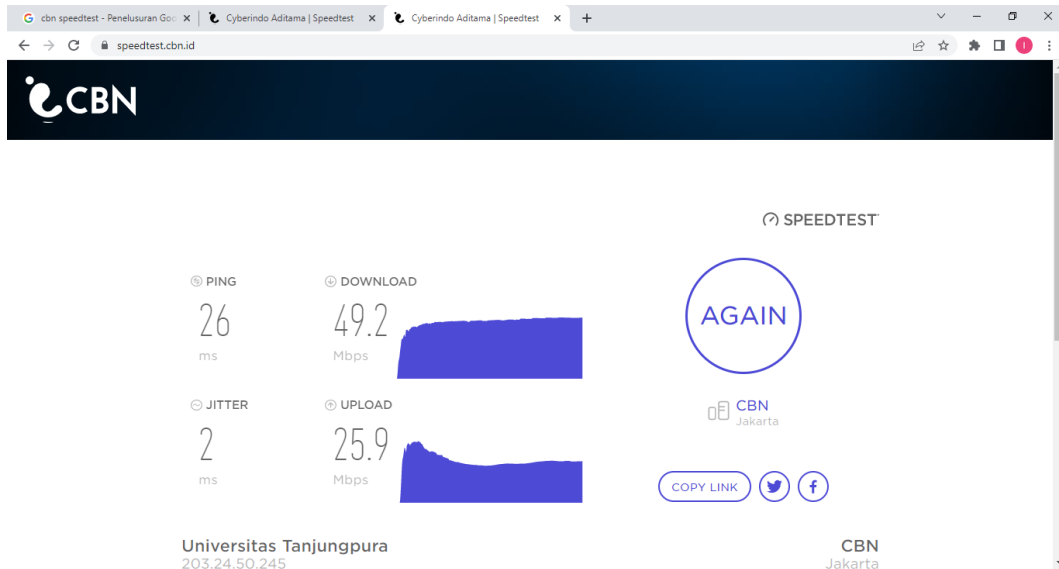 cbn speedtest - Penelusuran Goo
Cyberindo Aditama | Speedtest
Cyberindo Aditama | Speedtest
speedtest.cbn.id
I
CBN
SPEEDTEST
PING
DOWNLOAD
26
49.2
ms
Mbps
AGAIN
JITTER
UPLOAD
2
25.9
ms
Mbps
CBN
Jakarta
COPY LINK
Universitas Tanjungpura
203.24.50.245
CBN
Jakarta